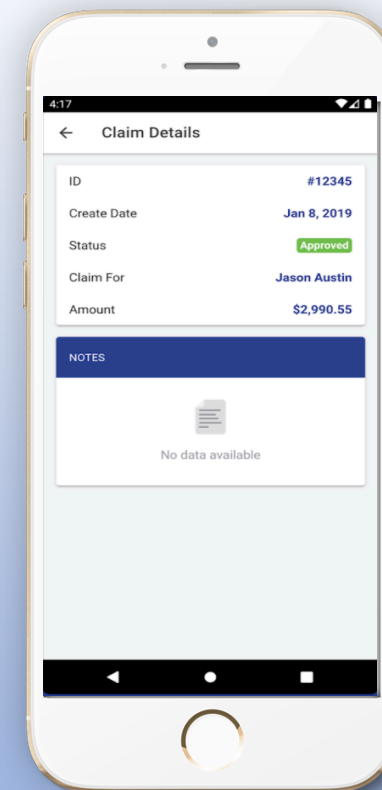 4:17
Claim Details
ID #12345
Create Date Jan 8, 2019
Status Approved
Claim For Jason Austin
Amount $2,990.55
NOTES
No data available